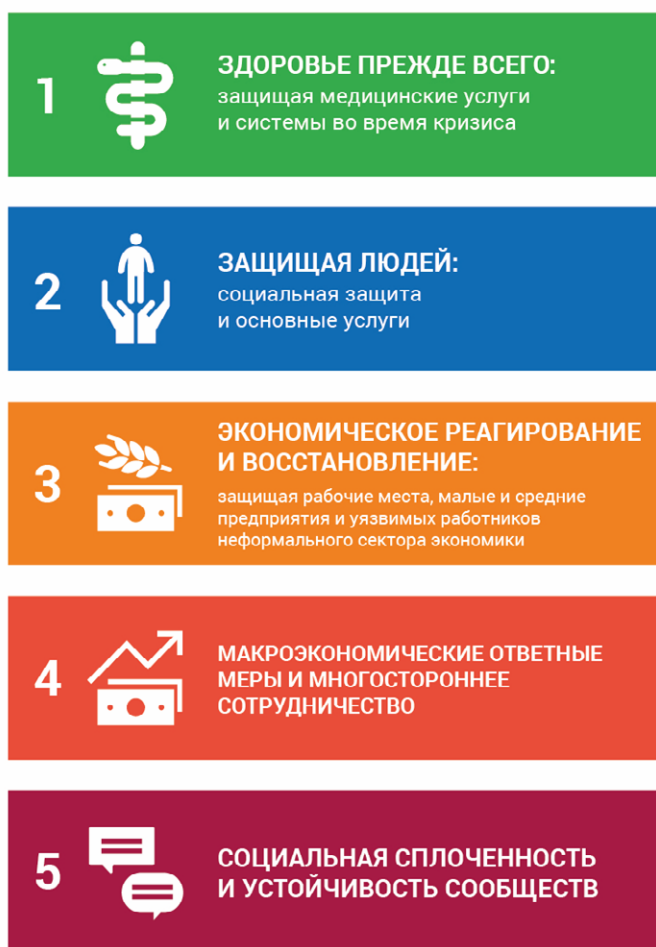 1
ЗДОРОВЬЕ ПРЕЖДЕ ВСЕГО:
защищая медицинские услуги
и системы во время кризиса
2
ЗАЩИЩАЯ ЛЮДЕЙ:
социальная защита
и основные услуги
3
ЭКОНОМИЧЕСКОЕ РЕАГИРОВАНИЕ
И ВОССТАНОВЛЕНИЕ:
защищая рабочие места, малые и средние
предприятия и уязвимых работников
неформального сектора экономики
4
МАКРОЭКОНОМИЧЕСКИЕ ОТВЕТНЫЕ
МЕРЫ И МНОГОСТОРОННЕЕ
СОТРУДНИЧЕСТВО
5
СОЦИАЛЬНАЯ СПЛОЧЕННОСТЬ
И УСТОЙЧИВОСТЬ СООБЩЕСТВ